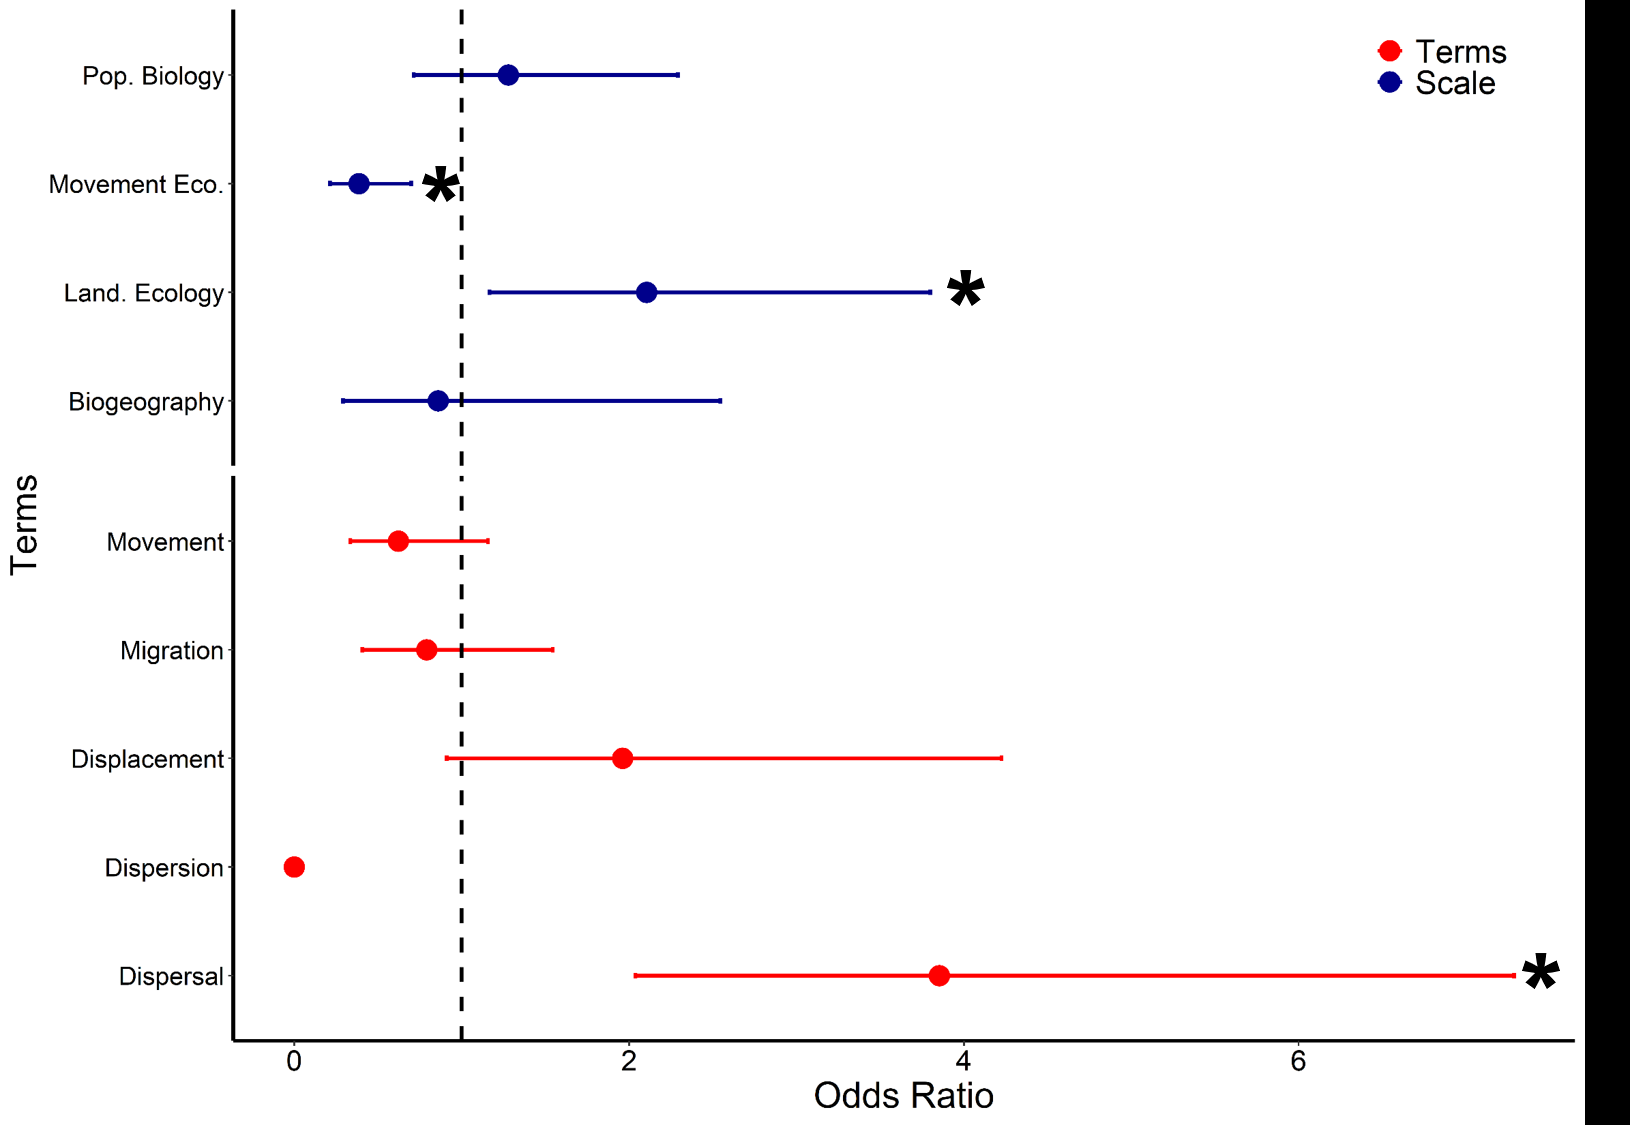 Terms
Scale
Pop. Biology
*
Movement Eco.
*
Land. Ecology
Biogeography
Terms
Movement
Migration
Displacement
Dispersion
Dispersal
*
0 2 4 6
Odds Ratio